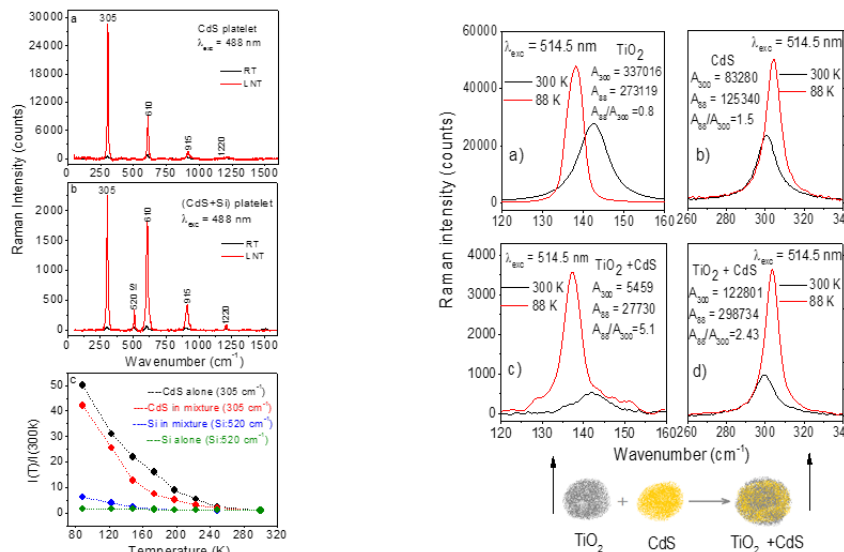 a
CdS platelet
λexc = 488 nm
RT
LNT
305
610
915
1220
30000
24000
18000
12000
6000
0
0 250 500 750 1000 1250 1500
Raman Intensity (counts)
b
(CdS+Si) platelet
λexc = 488 nm
RT
LNT
305
520 Si
610
915
1220
2000
1500
1000
500
0
0 250 500 750 1000 1250 1500
Wavenumber (cm⁻¹)
c
CdS alone (305 cm⁻¹)
CdS in mixture (305 cm⁻¹)
Si in mixture (Si:520 cm⁻¹)
Si alone (Si:520 cm⁻¹)
50
40
30
20
10
0
I(T)/I(300k)
80 120 160 200 240 280 320
Temperature (K)
λexc = 514.5 nm
TiO₂
300 K
88 K
A₃₀₀ = 337016
A₈₈ = 273119
A₈₈/A₃₀₀ =0.8
a)
60000
40000
20000
0
120 130 140 150 160
λexc = 514.5 nm
CdS
300 K
88 K
A₃₀₀ = 83280
A₈₈ = 125340
A₈₈/A₃₀₀ =1.5
b)
260 280 300 320 340
Raman intensity (counts)
λexc = 514.5 nm
TiO₂ +CdS
300 K
88 K
A₃₀₀ = 5459
A₈₈ = 27730
A₈₈/A₃₀₀ =5.1
c)
4000
3000
2000
1000
0
120 130 140 150 160
λexc = 514.5 nm
TiO₂ + CdS
300 K
88 K
A₃₀₀ = 122801
A₈₈ = 298734
A₈₈/A₃₀₀ =2.43
d)
260 280 300 320 340
Wavenumber (cm⁻¹)
+
TiO₂
CdS
TiO₂ +CdS